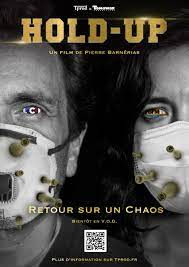 HOLD-UP
UN FILM DE PIERRE BARNÉRIAS
RETOUR SUR UN CHAOS
BIENTÔT EN V.O.D.
PLUS D'INFORMATION SUR TPROD.FR